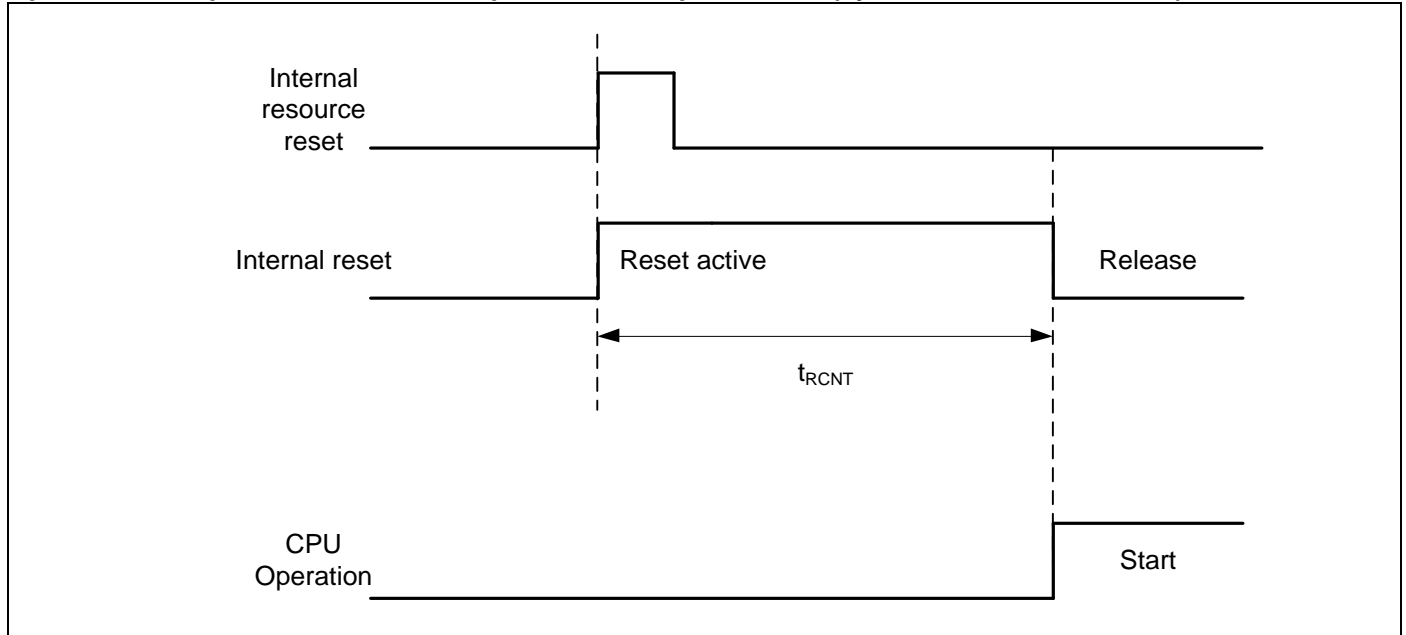 Internal
resource
reset
Internal reset
Reset active
Release
tRCNT
CPU
Operation
Start